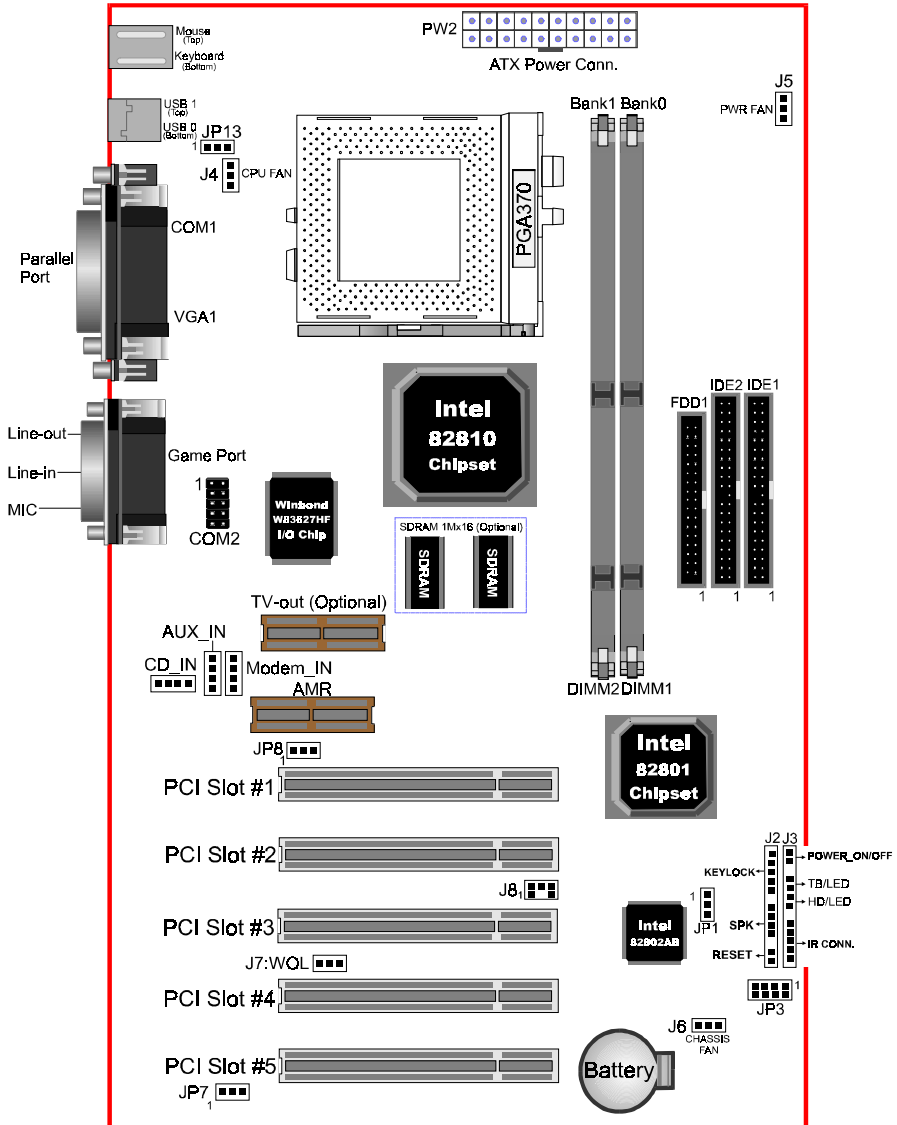 Mouse
(Top)
Keyboard
(Bottom)
PW2
ATX Power Conn.
J5
PWR FAN
USB 1
(Top)
USB 0
(Bottom)
JP13
1
J4
CPU FAN
Bank1 Bank0
PGA370
COM1
Parallel
Port
VGA1
Intel
82810
Chipset
FDD1
IDE2
IDE1
1
1
1
Line-out
Line-in
MIC
Game Port
1
COM2
Winbond
W83627HF
I/O Chip
SDRAM 1Mx16 (Optional)
SDRAM
SDRAM
TV-out (Optional)
AUX_IN
CD_IN
Modem_IN
AMR
DIMM2
DIMM1
JP8
1
Intel
82801
Chipset
PCI Slot #1
PCI Slot #2
J8
1
PCI Slot #3
J7:WOL
PCI Slot #4
PCI Slot #5
JP7
1
J2
J3
POWER_ON/OFF
KEYLOCK
TB/LED
HD/LED
1
JP1
SPK
IR CONN.
RESET
Intel
82802AB
1
JP3
J6
CHASSIS
FAN
Battery